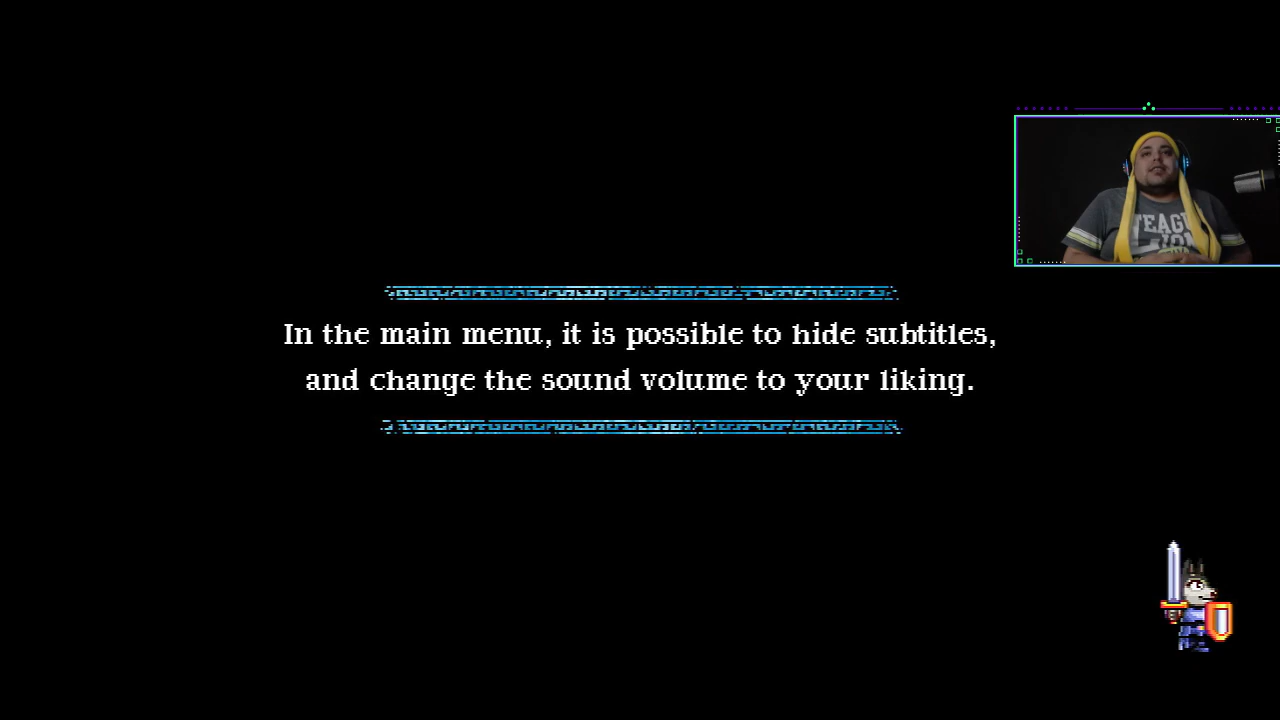 In the main menu, it is possible to hide subtitles,
and change the sound volume to your liking.